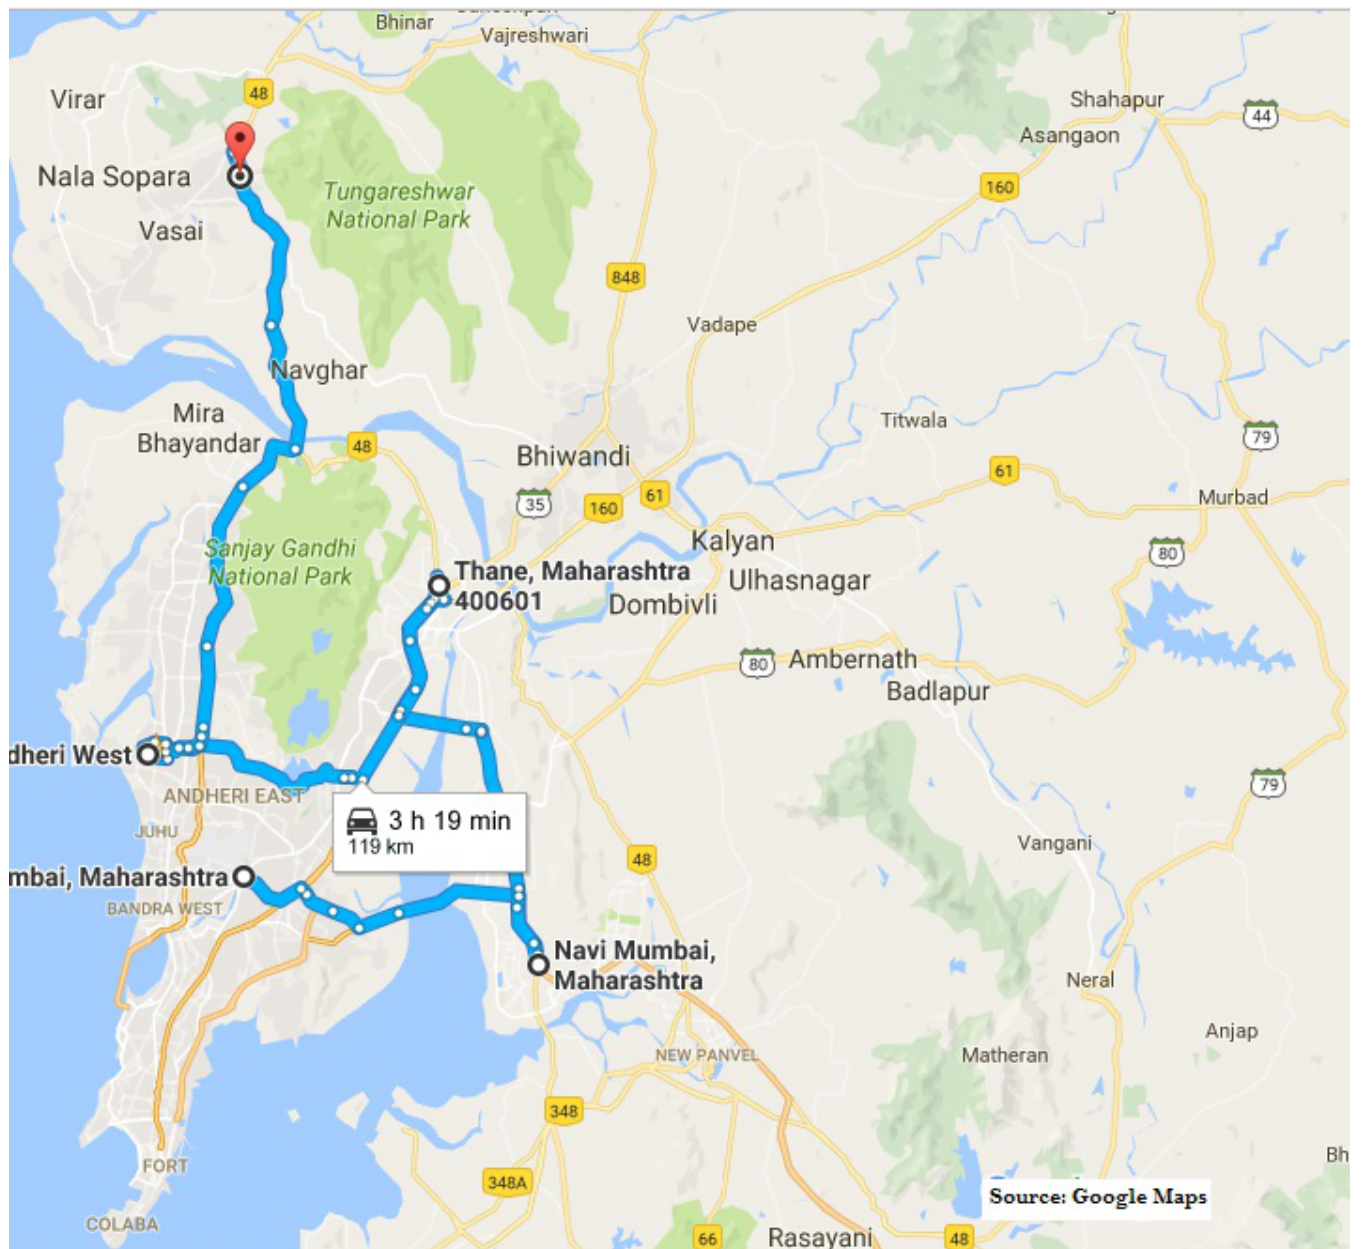 Bhinar
Vajreshwari
48
Virar
Shahapur
44
Asangaon
Nala Sopara
Tungareshwar
National Park
160
Vasai
848
Vadape
Navghar
Mira
Bhayandar
48
Titwala
79
Bhiwandi
61
61
35
160
Murbad
Kalyan
80
Sanjay Gandhi
National Park
Thane, Maharashtra
400601
Ulhasnagar
Dombivli
80
Ambernath
Badlapur
dheri West
79
ANDHERI EAST
3 h 19 min
119 km
JUHU
Vangani
48
mbai, Maharashtra
BANDRA WEST
Navi Mumbai,
Maharashtra
Neral
Anjap
NEW PANVEL
Matheran
348
FORT
Bh
348A
Source: Google Maps
COLABA
66
Rasayani
48